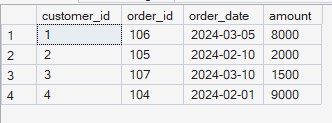 customer_id order_id order_date amount
1 1 106 2024-03-05 8000
2 2 105 2024-02-10 2000
3 3 107 2024-03-10 1500
4 4 104 2024-02-01 9000